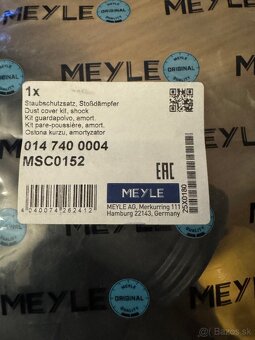 MEYLE
ORIGINAL
1x
Staubschutzsatz, Stoßdämpfer
Dust cover kit, shock
Kit guardapolvo, amort.
Kit pare-poussière, amort.
Osłona kurzu, amortyzator
014 740 0004
MSC0152
EAC
MEYLE
MEYLE AG, Merkurring 111
Hamburg 22143, Germany
4 040074 262412
MEYLE
ORIGINAL
MEYLE
bazos.sk